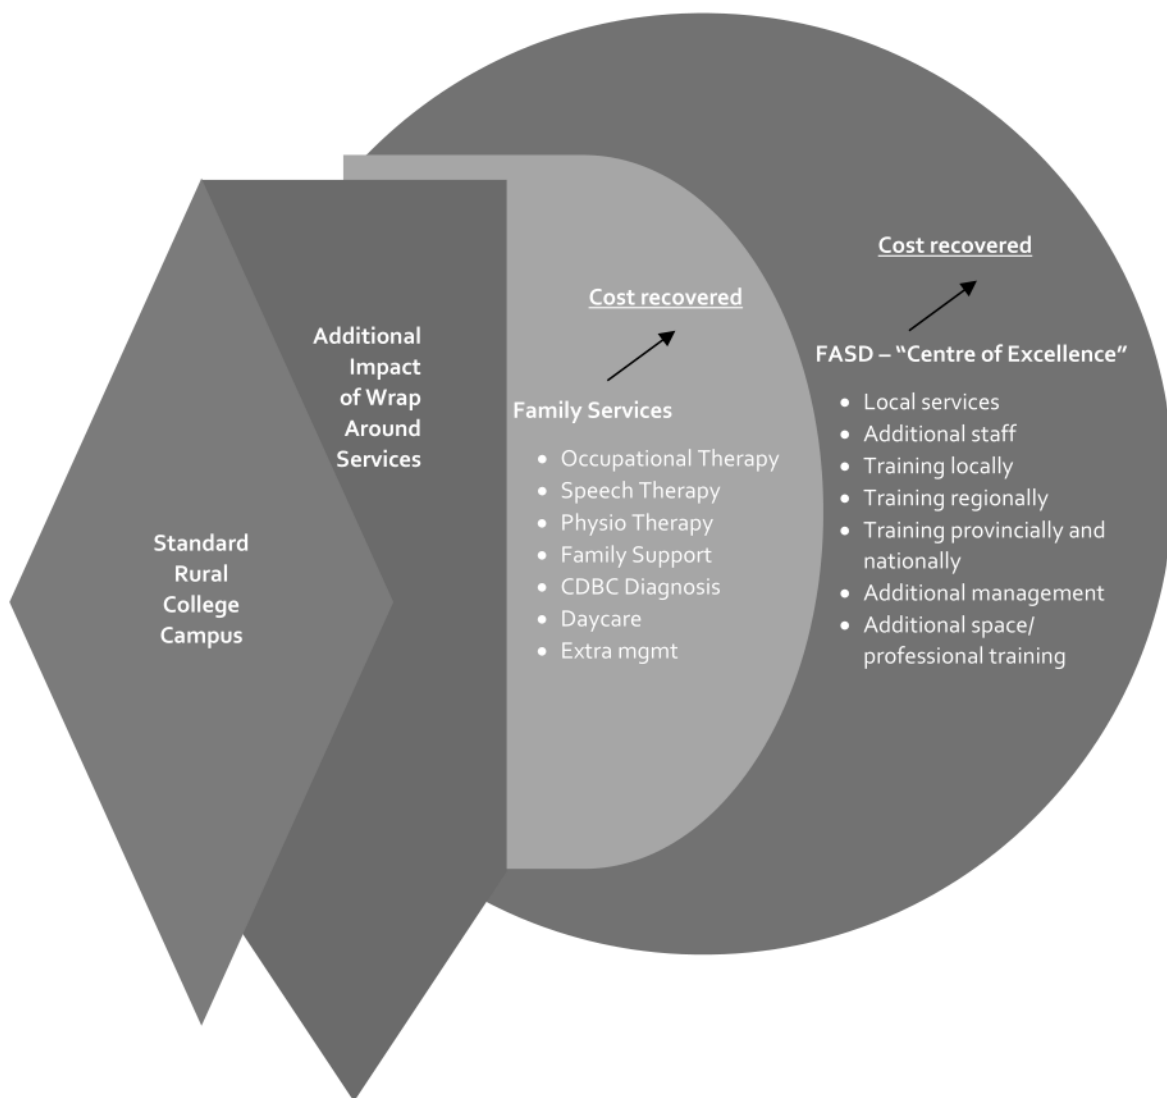 Standard
Rural
College
Campus
Additional
Impact
of Wrap
Around
Services
Cost recovered
Family Services
• Occupational Therapy
• Speech Therapy
• Physio Therapy
• Family Support
• CDBC Diagnosis
• Daycare
• Extra mgmt
Cost recovered
FASD – “Centre of Excellence”
• Local services
• Additional staff
• Training locally
• Training regionally
• Training provincially and
nationally
• Additional management
• Additional space/
professional training